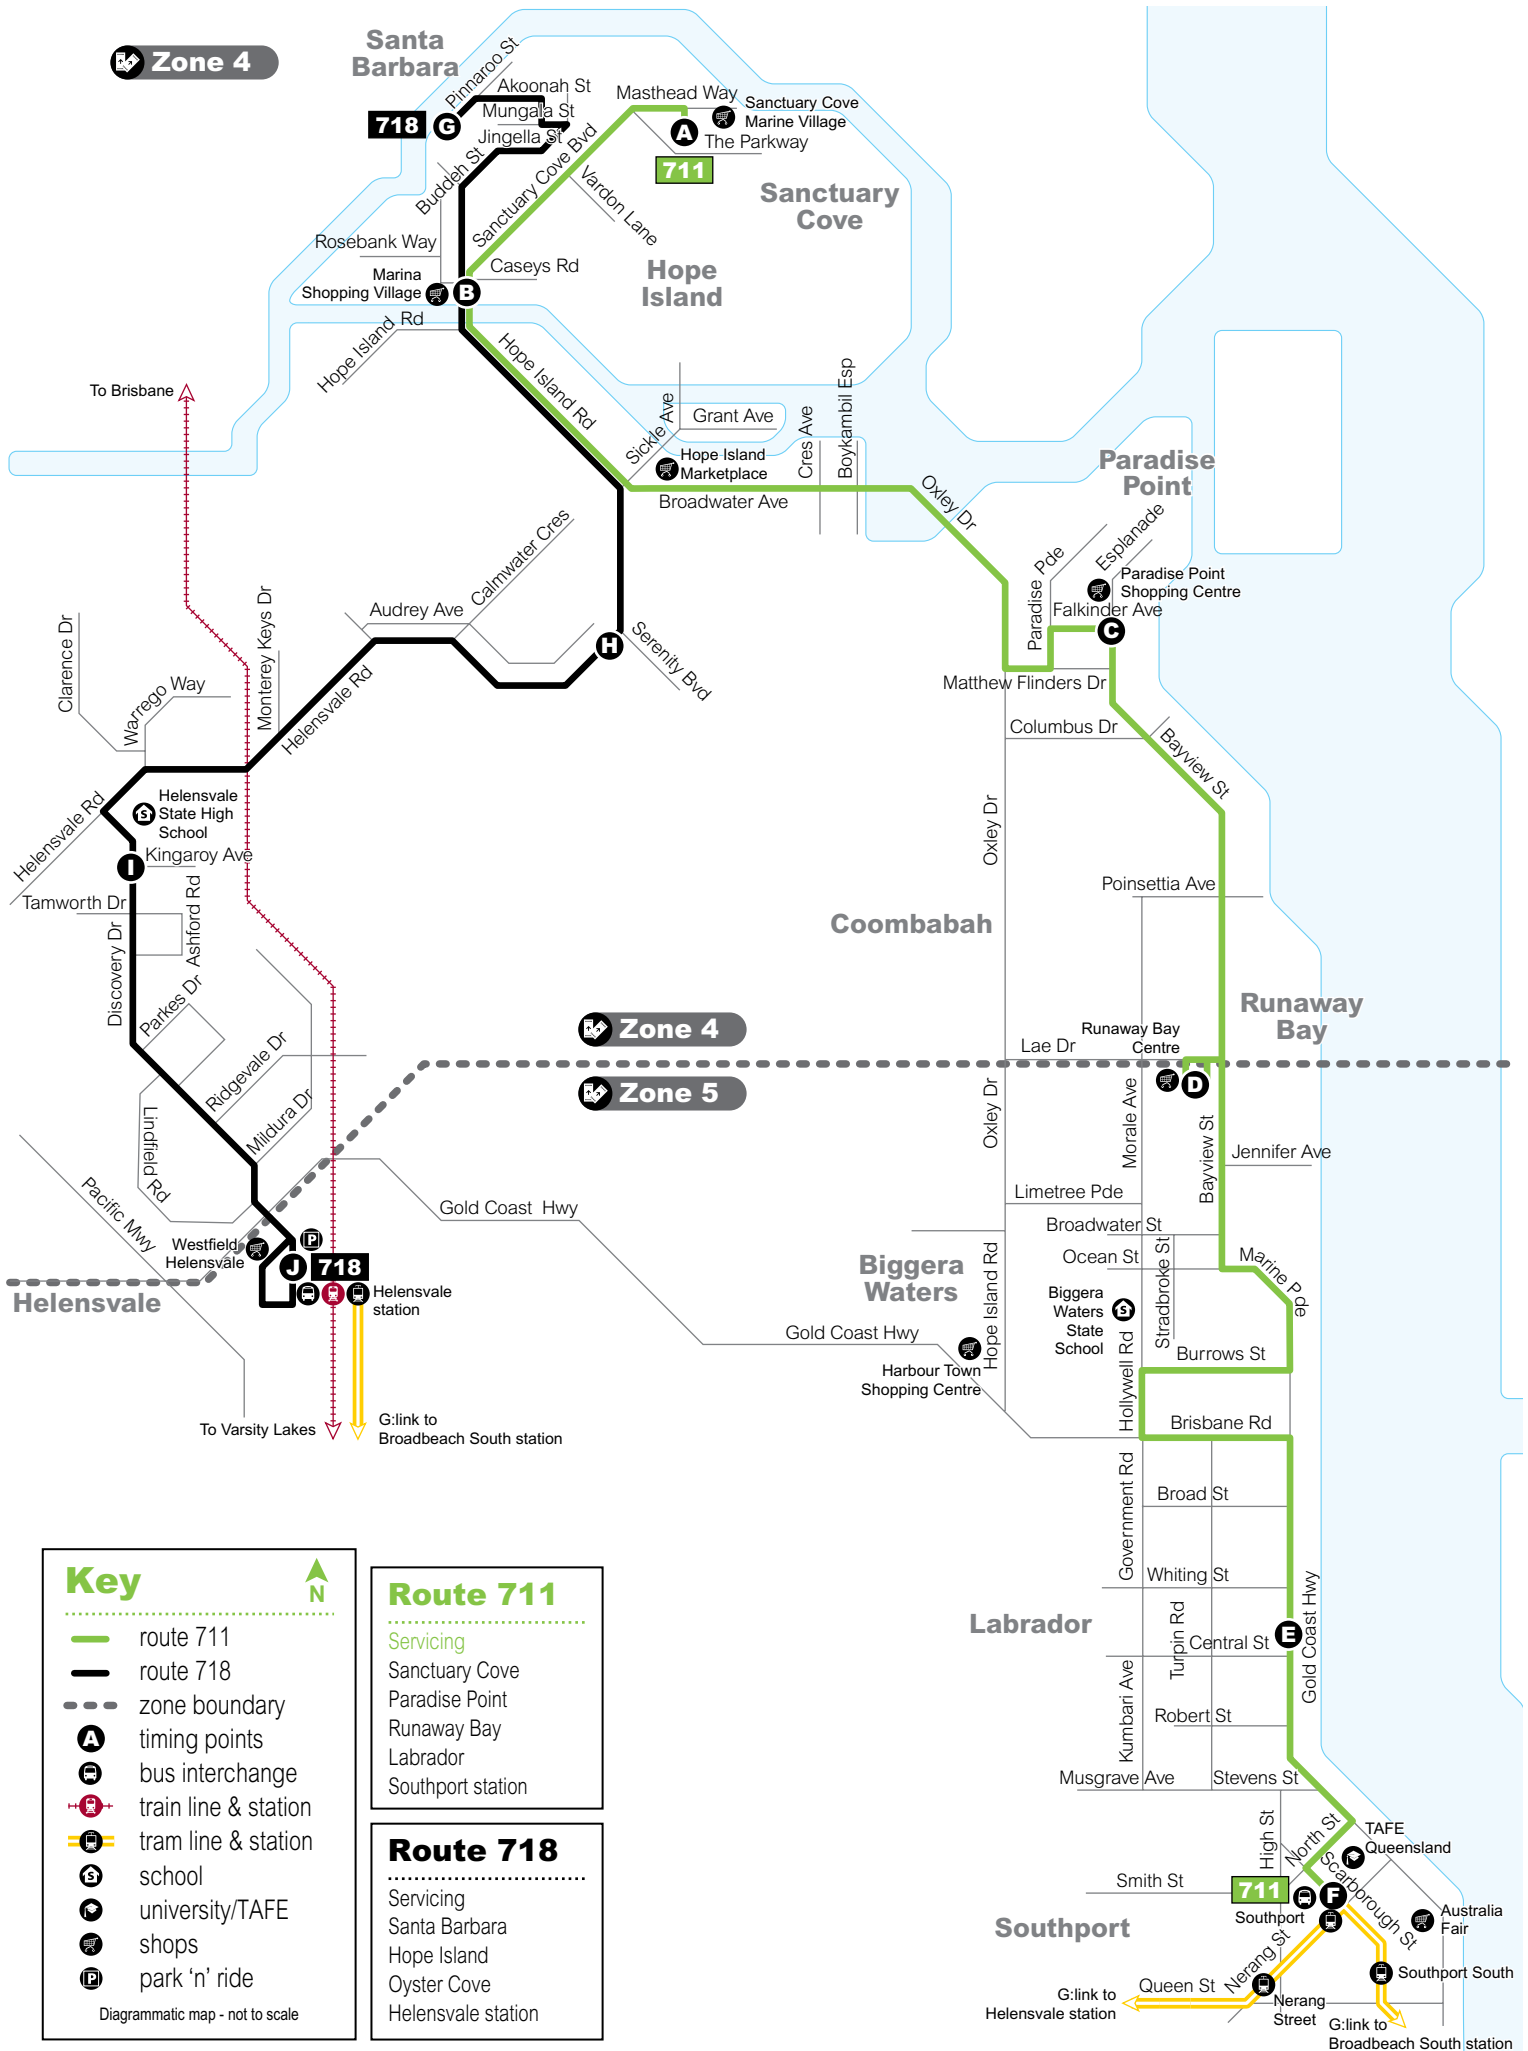 Zone 4
Santa
Barbara
Pinnaroo St
Akoonah St
Mungala St
Jingella St
718
G
Buddeh St
Masthead Way
Sanctuary Cove
Marine Village
A
The Parkway
711
Sanctuary Cove Bvd
Vardon Lane
Sanctuary
Cove
Rosebank Way
Caseys Rd
Hope
Island
Marina
Shopping Village
B
Hope Island Rd
Hope Island Rd
To Brisbane
Sickle Ave
Grant Ave
Hope Island
Marketplace
Cres Ave
Boykambil Esp
Broadwater Ave
Oxley Dr
Paradise
Point
Paradise Pde
Esplanade
Paradise Point
Shopping Centre
Falkinder Ave
C
Matthew Flinders Dr
Columbus Dr
Bayview St
Calmwater Cres
Audrey Ave
H
Serenity Bvd
Clarence Dr
Warrego Way
Monterey Keys Dr
Helensvale Rd
Helensvale Rd
Helensvale
State High
School
I
Kingaroy Ave
Tamworth Dr
Ashford Rd
Discovery Dr
Parkes Dr
Ridgevale Dr
Mildura Dr
Lindfield Rd
Pacific Mwy
Oxley Dr
Poinsettia Ave
Coombabah
Runaway
Bay
Zone 4
Zone 5
Runaway Bay
Centre
Lae Dr
D
Oxley Dr
Morale Ave
Bayview St
Jennifer Ave
Limetree Pde
Broadwater St
Ocean St
Stradbroke St
Marine Pde
Gold Coast Hwy
Westfield
Helensvale
P
J
718
Helensvale
station
Helensvale
Biggera
Waters
Hope Island Rd
Biggera
Waters
State
School
Gold Coast Hwy
Harbour Town
Shopping Centre
Hollywell Rd
Burrows St
Brisbane Rd
To Varsity Lakes
G:link to
Broadbeach South station
Government Rd
Broad St
Whiting St
Labrador
Turpin Rd
Central St
E
Gold Coast Hwy
Kumbari Ave
Robert St
Musgrave Ave
Stevens St
High St
North St
TAFE
Queensland
Scarborough St
Smith St
711
F
Southport
Southport
Australia
Fair
Nerang St
Queen St
Southport South
G:link to
Helensvale station
Nerang
Street
G:link to
Broadbeach South station
Key
N
route 711
route 718
zone boundary
A
timing points
bus interchange
train line & station
tram line & station
S
school
university/TAFE
shops
P
park ‘n’ ride
Diagrammatic map - not to scale
Route 711
Servicing
Sanctuary Cove
Paradise Point
Runaway Bay
Labrador
Southport station
Route 718
Servicing
Santa Barbara
Hope Island
Oyster Cove
Helensvale station